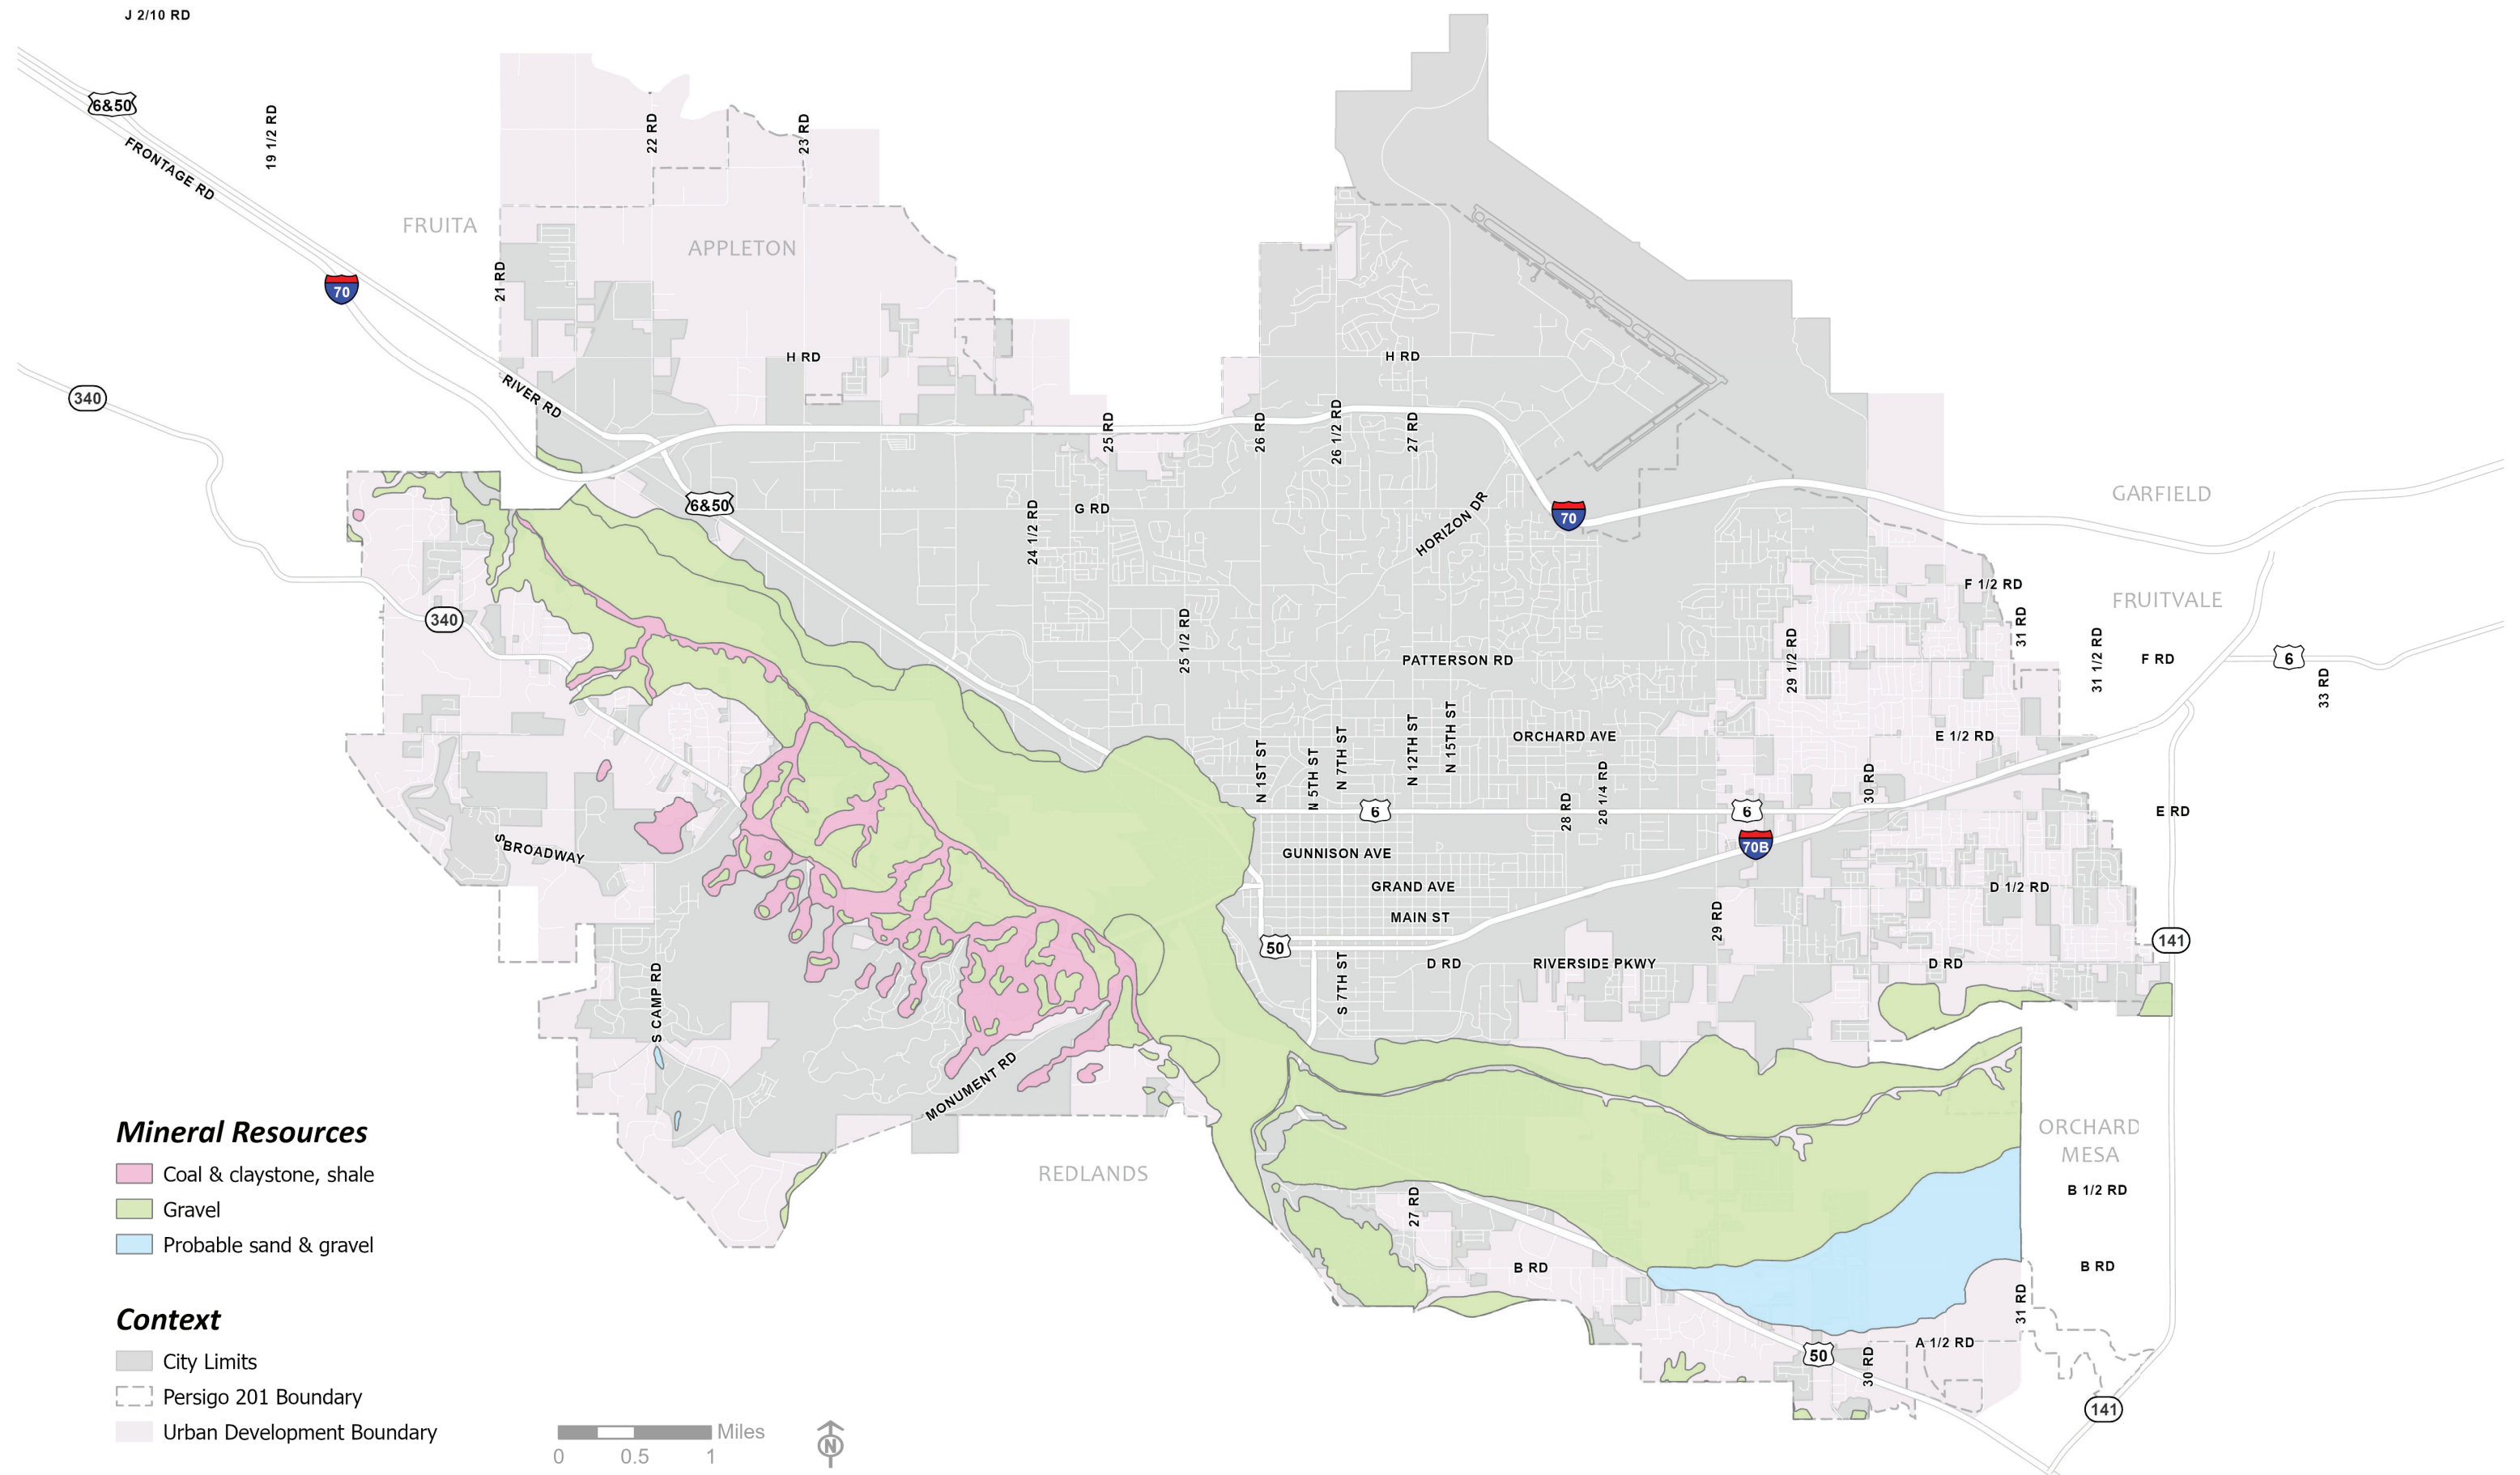 J 2/10 RD
6&50
19 1/2 RD
22 RD
23 RD
FRONTAGE RD
FRUITA
APPLETON
21 RD
70
H RD
H RD
RIVER RD
340
25 RD
26 RD
26 1/2 RD
27 RD
6&50
G RD
24 1/2 RD
HORIZON DR
70
GARFIELD
F 1/2 RD
FRUITVALE
340
25 1/2 RD
31 RD
29 1/2 RD
31 1/2 RD
PATTERSON RD
F RD
6
33 RD
N 1ST ST
N 5TH ST
N 7TH ST
N 12TH ST
N 15TH ST
ORCHARD AVE
E 1/2 RD
28 RD
28 1/4 RD
30 RD
6
6
E RD
S BROADWAY
GUNNISON AVE
70B
GRAND AVE
D 1/2 RD
MAIN ST
29 RD
50
141
S CAMP RD
S 7TH ST
D RD
RIVERSIDE PKWY
D RD
MONUMENT RD
REDLANDS
ORCHARD
MESA
B 1/2 RD
27 RD
B RD
B RD
31 RD
A 1/2 RD
50
30 RD
141
Mineral Resources
Coal & claystone, shale
Gravel
Probable sand & gravel
Context
City Limits
Persigo 201 Boundary
Urban Development Boundary
Miles
0 0.5 1
N